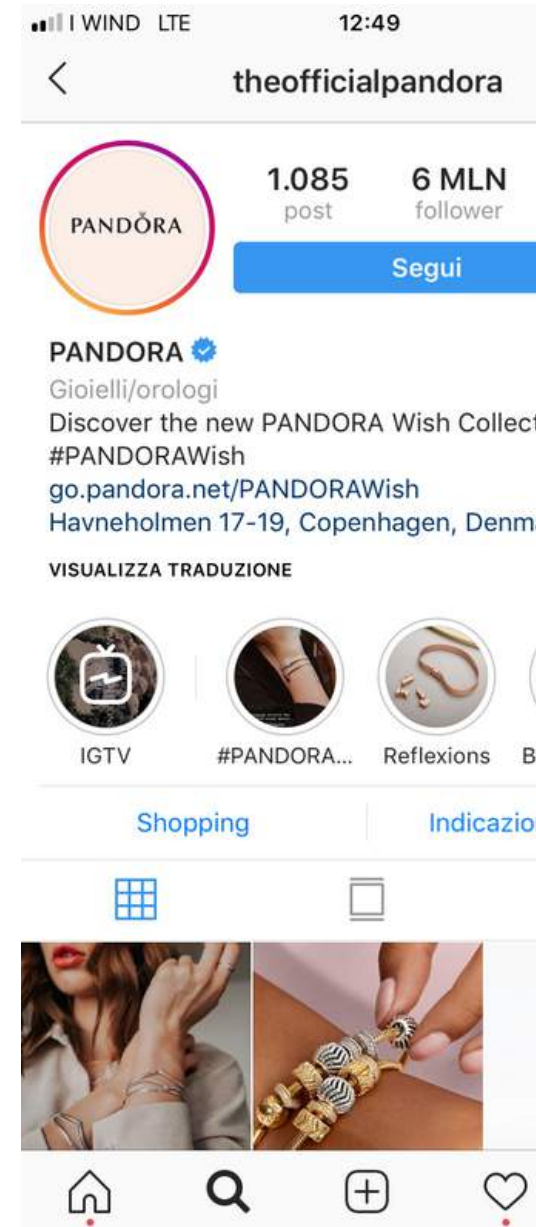 I WIND LTE 12:49
theofficialpandora
PANDORA
1.085 6 MLN
post follower
Segui
PANDORA
Gioielli/orologi
Discover the new PANDORA Wish Collect
#PANDORAWish
go.pandora.net/PANDORAWish
Havneholmen 17-19, Copenhagen, Denma
VISUALIZZA TRADUZIONE
IGTV #PANDORA... Reflexions B
Shopping Indicazio